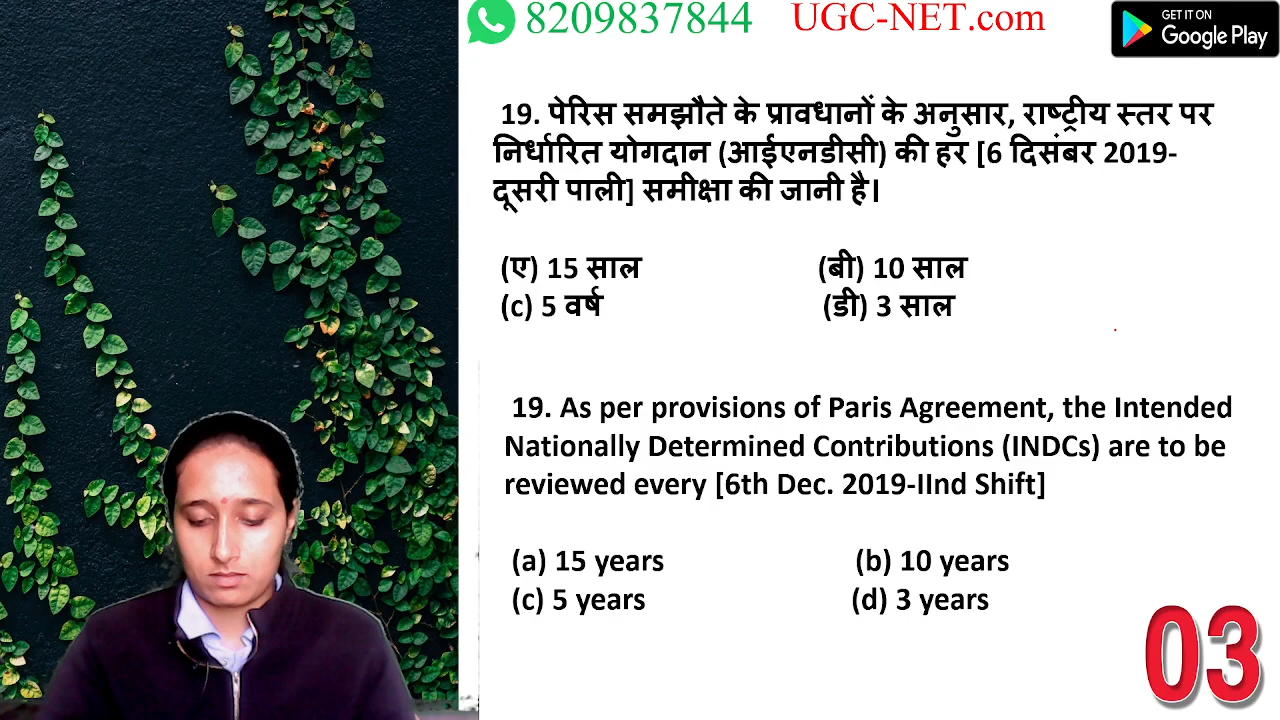 8209837844 UGC-NET.com
GET IT ON
Google Play
19. पेरिस समझौते के प्रावधानों के अनुसार, राष्ट्रीय स्तर पर
निर्धारित योगदान (आईएनडीसी) की हर [6 दिसंबर 2019-
दूसरी पाली] समीक्षा की जानी है।
(ए) 15 साल (बी) 10 साल
(c) 5 वर्ष (डी) 3 साल
19. As per provisions of Paris Agreement, the Intended
Nationally Determined Contributions (INDCs) are to be
reviewed every [6th Dec. 2019-IInd Shift]
(a) 15 years (b) 10 years
(c) 5 years (d) 3 years
03